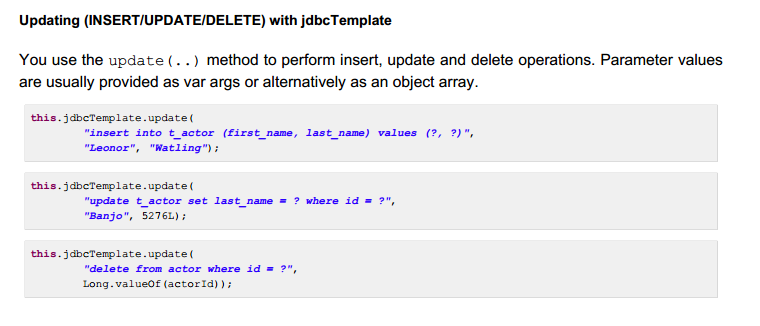 Updating (INSERT/UPDATE/DELETE) with jdbcTemplate
You use the update(..) method to perform insert, update and delete operations. Parameter values
are usually provided as var args or alternatively as an object array.
this.jdbcTemplate.update(
"insert into t_actor (first_name, last_name) values (?, ?)",
"Leonor", "Watling");
this.jdbcTemplate.update(
"update t_actor set last_name = ? where id = ?",
"Banjo", 5276L);
this.jdbcTemplate.update(
"delete from actor where id = ?",
Long.valueOf(actorId));